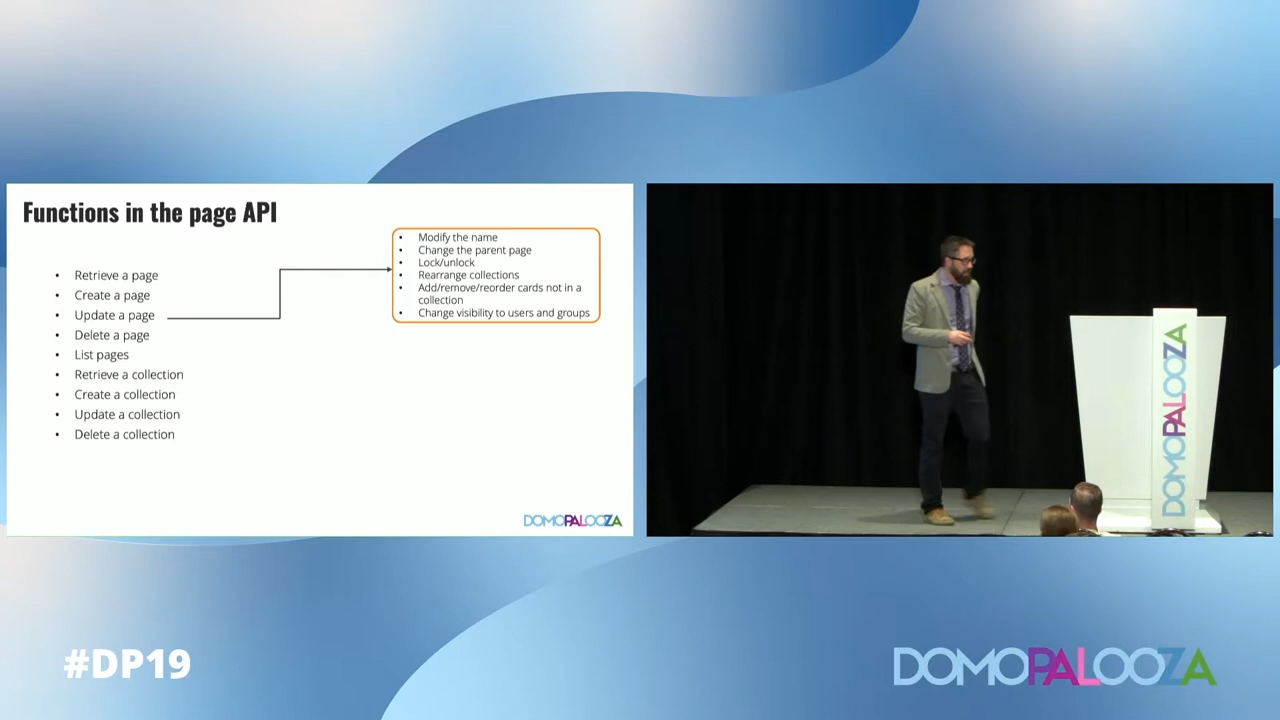 Functions in the page API
• Retrieve a page
• Create a page
• Update a page
• Delete a page
• List pages
• Retrieve a collection
• Create a collection
• Update a collection
• Delete a collection
• Modify the name
• Change the parent page
• Lock/unlock
• Rearrange collections
• Add/remove/reorder cards not in a
collection
• Change visibility to users and groups
DOMOPALOOZA
DOMOPALOOZA
#DP19
DOMOPALOOZA